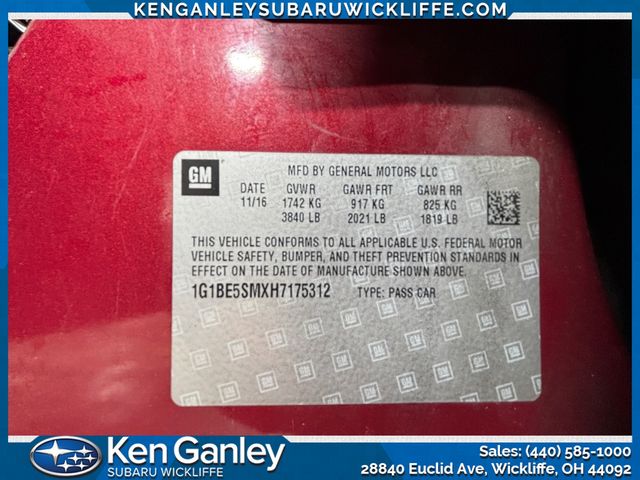 KENGANLEYSUBARUWICKLIFFE.COM
GM
MFD BY GENERAL MOTORS LLC
DATE GVWR GAWR FRT GAWR RR
11/16 1742 KG 917 KG 825 KG
3840 LB 2021 LB 1819 LB
THIS VEHICLE CONFORMS TO ALL APPLICABLE U.S. FEDERAL MOTOR
VEHICLE SAFETY, BUMPER, AND THEFT PREVENTION STANDARDS IN
EFFECT ON THE DATE OF MANUFACTURE SHOWN ABOVE.
1G1BE5SMXH7175312 TYPE: PASS CAR
Ken Ganley
SUBARU WICKLIFFE
Sales: (440) 585-1000
28840 Euclid Ave, Wickliffe, OH 44092